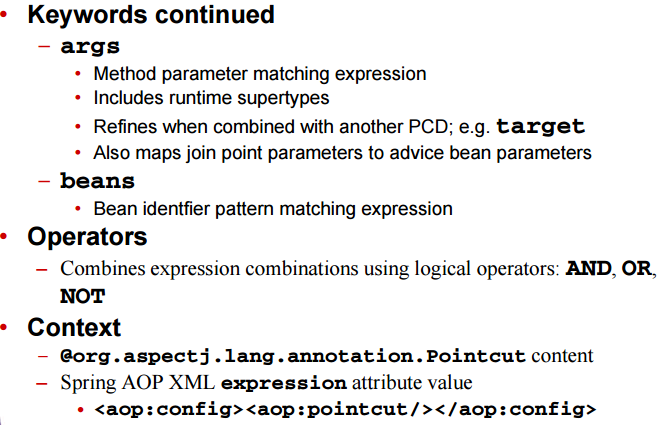 • Keywords continued
– args
• Method parameter matching expression
• Includes runtime supertypes
• Refines when combined with another PCD; e.g. target
• Also maps join point parameters to advice bean parameters
– beans
• Bean identfier pattern matching expression
• Operators
– Combines expression combinations using logical operators: AND, OR,
NOT
• Context
– @org.aspectj.lang.annotation.Pointcut content
– Spring AOP XML expression attribute value
• <aop:config><aop:pointcut/></aop:config>